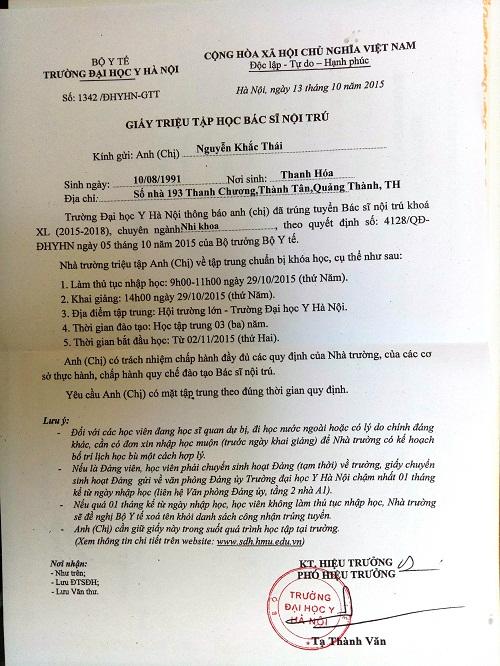 BỘ Y TẾ
TRƯỜNG ĐẠI HỌC Y HÀ NỘI
Số: 1342 /ĐHYHN-GTT
CỘNG HÒA XÃ HỘI CHỦ NGHĨA VIỆT NAM
Độc lập - Tự do – Hạnh phúc
Hà Nội, ngày 13 tháng 10 năm 2015
GIẤY TRIỆU TẬP HỌC BÁC SĨ NỘI TRÚ
Kính gửi: Anh (Chị) Nguyễn Khắc Thái
Sinh ngày: 10/08/1991 Nơi sinh: Thanh Hóa
Địa chỉ: Số nhà 193 Thanh Chương,Thành Tân,Quảng Thành, TH
Trường Đại học Y Hà Nội thông báo anh (chị) đã trúng tuyển Bác sĩ nội trú khoá
XL (2015-2018), chuyên ngành Nhi khoa , theo quyết định số: 4128/QĐ-
ĐHYHN ngày 05 tháng 10 năm 2015 của Bộ trưởng Bộ Y tế.
Nhà trường triệu tập Anh (Chị) về tập trung chuẩn bị khóa học, cụ thể như sau:
1. Làm thủ tục nhập học: 9h00-11h00 ngày 29/10/2015 (thứ Năm).
2. Khai giảng: 14h00 ngày 29/10/2015 (thứ Năm).
3. Địa điểm tập trung: Hội trường lớn - Trường Đại học Y Hà Nội.
4. Thời gian đào tạo: Học tập trung 03 (ba) năm.
5. Thời gian bắt đầu học: Từ 02/11/2015 (thứ Hai).
Anh (Chị) có trách nhiệm chấp hành đầy đủ các quy định của Nhà trường, của các cơ
sở thực hành, chấp hành quy chế đào tạo Bác sĩ nội trú.
Yêu cầu Anh (Chị) có mặt tập trung theo đúng thời gian quy định.
Lưu ý:
- Đối với các học viên đang học sĩ quan dự bị, đi học nước ngoài hoặc có lý do chính đáng
khác, cần có đơn xin nhập học muộn (trước ngày khai giảng) để Nhà trường có kế hoạch
bố trí lịch học bù một cách hợp lý.
- Nếu là Đảng viên, học viên phải chuyển sinh hoạt Đảng (tạm thời) về trường, giấy chuyển
sinh hoạt Đảng gửi về văn phòng Đảng ủy Trường Đại học Y Hà Nội chậm nhất 01 tháng
kể từ ngày nhập học (liên hệ Văn phòng Đảng ủy, tầng 2 nhà A1).
- Nếu quá 01 tháng kể từ ngày nhập học, học viên không làm thủ tục nhập học, Nhà trường
sẽ đề nghị Bộ Y tế xoá tên khỏi danh sách công nhận trúng tuyển.
- Anh (Chị) cần giữ giấy này trong suốt quá trình học tập tại trường.
(Xem thông tin chi tiết trên website: www.sdh.hmu.edu.vn)
Nơi nhận:
- Như trên;
- Lưu ĐTSĐH;
- Lưu Văn thư.
KT. HIỆU TRƯỞNG
PHÓ HIỆU TRƯỞNG
TRƯỜNG
ĐẠI HỌC Y
HÀ NỘI
Tạ Thành Văn